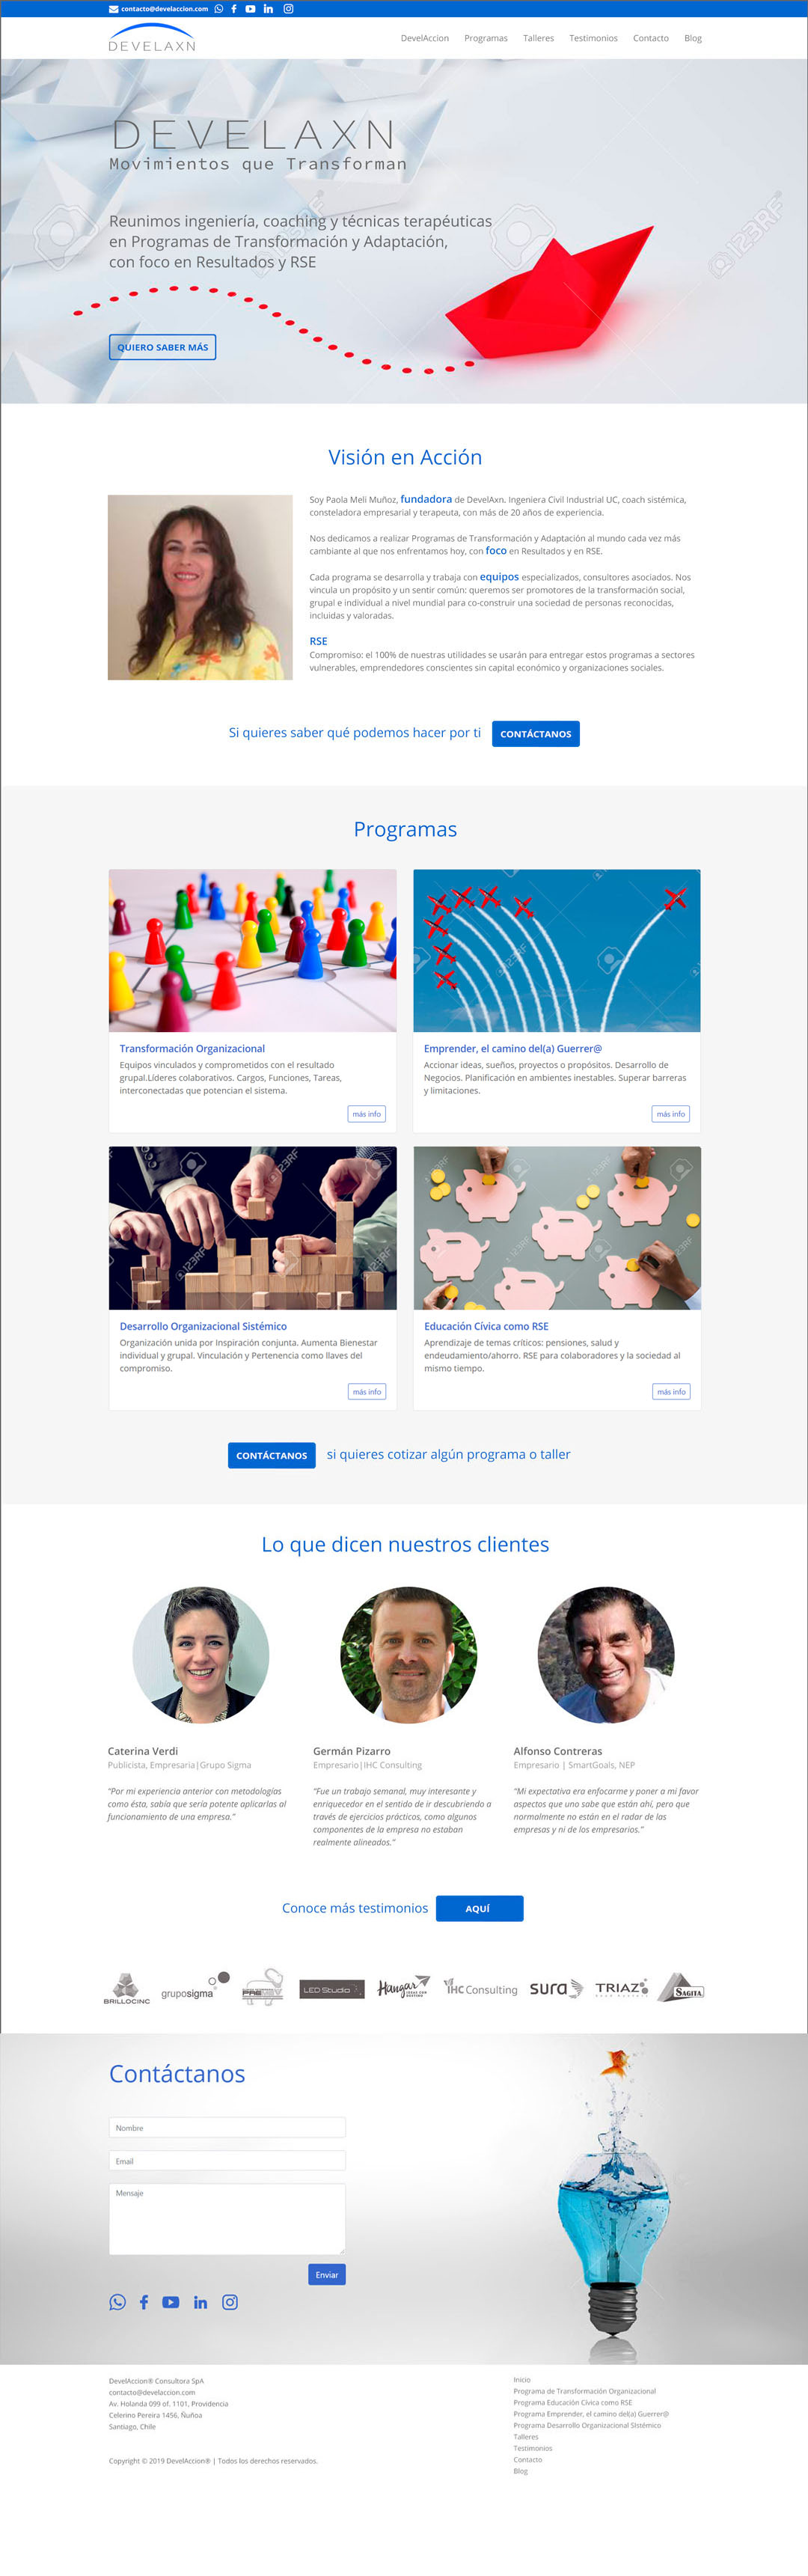 contacto@develaccion.com
DEVELAXN
DevelAccion Programas Talleres Testimonios Contacto Blog
DEVELAXN
Movimientos que Transforman
Reunimos ingeniería, coaching y técnicas terapéuticas
en Programas de Transformación y Adaptación,
con foco en Resultados y RSE
QUIERO SABER MÁS
123RF
123RF
Visión en Acción
Soy Paola Meli Muñoz, fundadora de DevelAxn. Ingeniera Civil Industrial UC, coach sistémica,
consteladora empresarial y terapeuta, con más de 20 años de experiencia.
Nos dedicamos a realizar Programas de Transformación y Adaptación al mundo cada vez más
cambiante al que nos enfrentamos hoy, con foco en Resultados y en RSE.
Cada programa se desarrolla y trabaja con equipos especializados, consultores asociados. Nos
vincula un propósito y un sentir común: queremos ser promotores de la transformación social,
grupal e individual a nivel mundial para co-construir una sociedad de personas reconocidas,
incluidas y valoradas.
RSE
Compromiso: el 100% de nuestras utilidades se usarán para entregar estos programas a sectores
vulnerables, emprendedores conscientes sin capital económico y organizaciones sociales.
Si quieres saber qué podemos hacer por ti CONTÁCTANOS
Programas
Transformación Organizacional
Equipos vinculados y comprometidos con el resultado
grupal.Líderes colaborativos. Cargos, Funciones, Tareas,
interconectadas que potencian el sistema.
más info
123RF
Emprender, el camino del(a) Guerrer@
Accionar ideas, sueños, proyectos o propósitos. Desarrollo de
Negocios. Planificación en ambientes inestables. Superar barreras
y limitaciones.
más info
123RF
123RF
123RF
Desarrollo Organizacional Sistémico
Organización unida por Inspiración conjunta. Aumenta Bienestar
individual y grupal. Vinculación y Pertenencia como llaves del
compromiso.
más info
123RF
123RF
123RF
Educación Cívica como RSE
Aprendizaje de temas críticos: pensiones, salud y
endeudamiento/ahorro. RSE para colaboradores y la sociedad al
mismo tiempo.
más info
CONTÁCTANOS si quieres cotizar algún programa o taller
Lo que dicen nuestros clientes
Caterina Verdi
Publicista, Empresaria|Grupo Sigma
"Por mi experiencia anterior con metodologías
como ésta, sabía que sería potente aplicarlas al
funcionamiento de una empresa."
Germán Pizarro
Empresario|IHC Consulting
"Fue un trabajo semanal, muy interesante y
enriquecedor en el sentido de ir descubriendo a
través de ejercicios prácticos, como algunos
componentes de la empresa no estaban
realmente alineados."
Alfonso Contreras
Empresario | SmartGoals, NEP
"Mi expectativa era enfocarme y poner a mi favor
aspectos que uno sabe que están ahí, pero que
normalmente no están en el radar de las
empresas y ni de los empresarios."
Conoce más testimonios AQUÍ
BRILLOCINC gruposigma LED Studio Hangar IHC Consulting sura TRIAZ SAGITA
Contáctanos
Nombre
Email
Mensaje
Enviar
DevelAccion® Consultora SpA
contacto@develaccion.com
Av. Holanda 099 of. 1101, Providencia
Celerino Pereira 1456, Ñuñoa
Santiago, Chile
Copyright © 2019 DevelAccion® | Todos los derechos reservados.
Inicio
Programa de Transformación Organizacional
Programa Educación Cívica como RSE
Programa Emprender, el camino del(a) Guerrer@
Programa Desarrollo Organizacional Sistémico
Talleres
Testimonios
Contacto
Blog